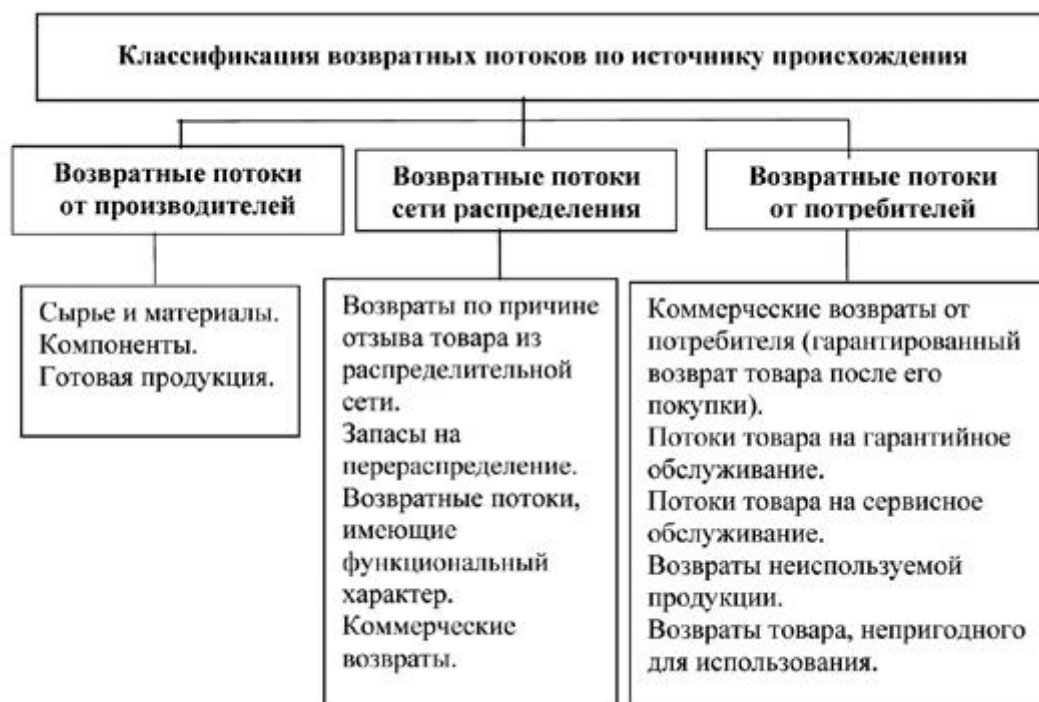 Классификация возвратных потоков по источнику происхождения
Возвратные потоки
от производителей
Возвратные потоки
сети распределения
Возвратные потоки
от потребителей
Сырье и материалы.
Компоненты.
Готовая продукция.
Возвраты по причине
отзыва товара из
распределительной
сети.
Запасы на
перераспределение.
Возвратные потоки,
имеющие
функциональный
характер.
Коммерческие
возвраты.
Коммерческие возвраты от
потребителя (гарантированный
возврат товара после его
покупки).
Потоки товара на гарантийное
обслуживание.
Потоки товара на сервисное
обслуживание.
Возвраты неиспользуемой
продукции.
Возвраты товара, непригодного
для использования.